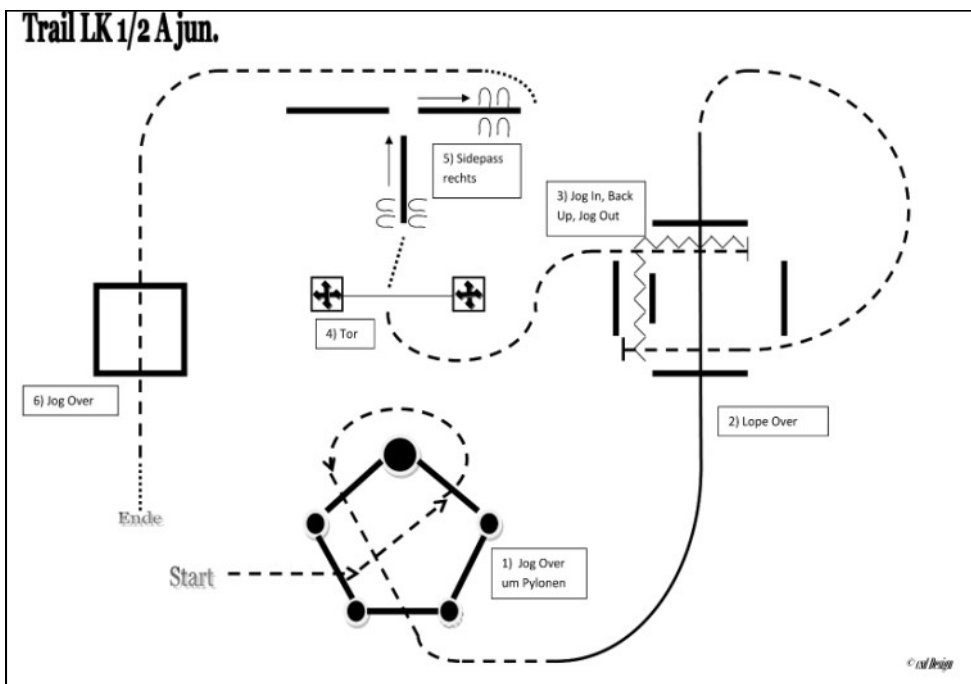 Trail LK 1/2 A jun.
5) Sidepass
rechts
3) Jog In, Back
Up, Jog Out
4) Tor
6) Jog Over
2) Lope Over
Ende
Start
1) Jog Over
um Pylonen
© cxl Design